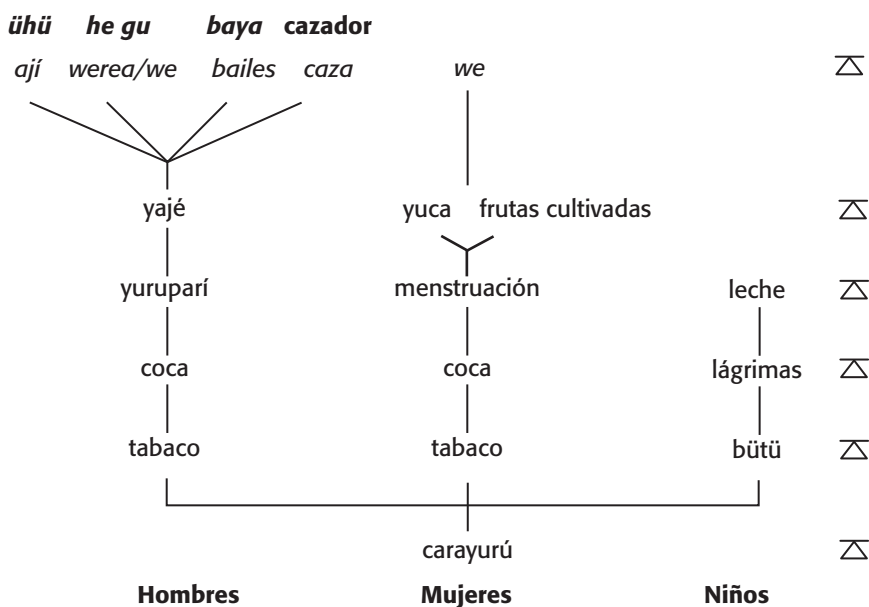 ühü he gu baya cazador
ají werea/we bailes caza we
yajé yuca frutas cultivadas
yuruparí menstruación leche
coca coca lágrimas
tabaco tabaco bütü
carayurú
Hombres Mujeres Niños